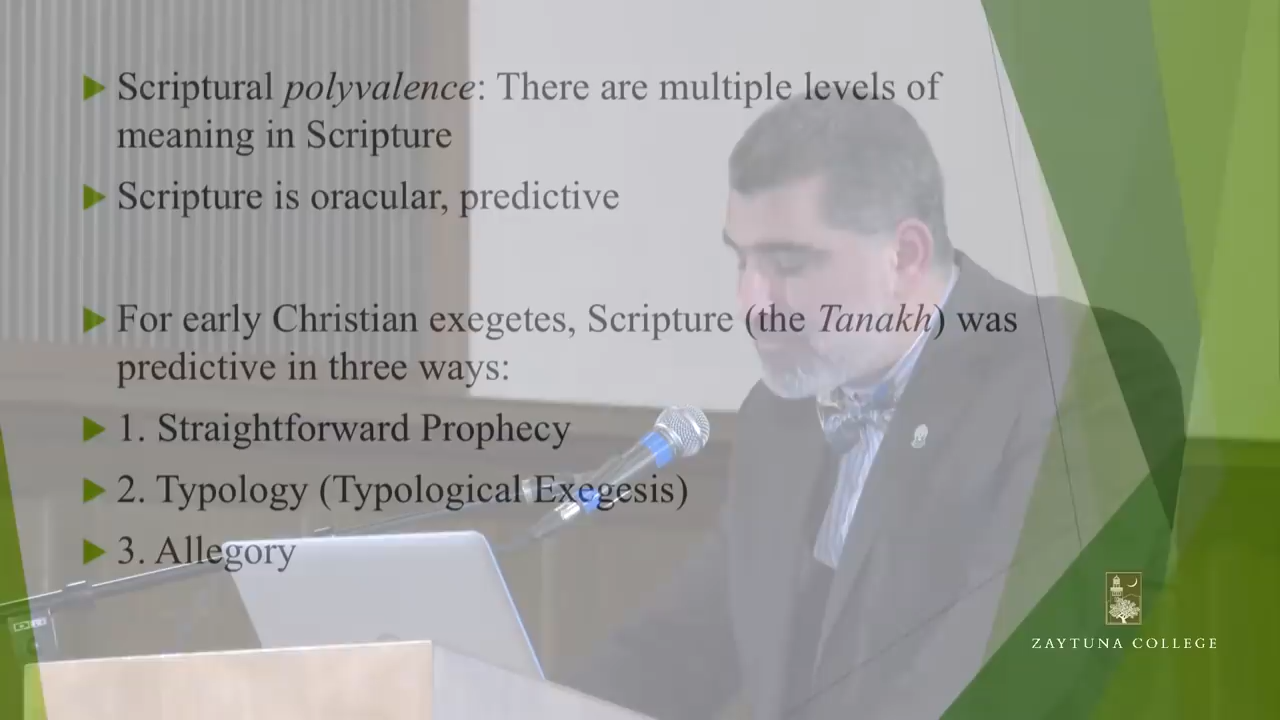 Scriptural polyvalence: There are multiple levels of
meaning in Scripture
Scripture is oracular, predictive
For early Christian exegetes, Scripture (the Tanakh) was
predictive in three ways:
1. Straightforward Prophecy
2. Typology (Typological Exegesis)
3. Allegory
ZAYTUNA COLLEGE